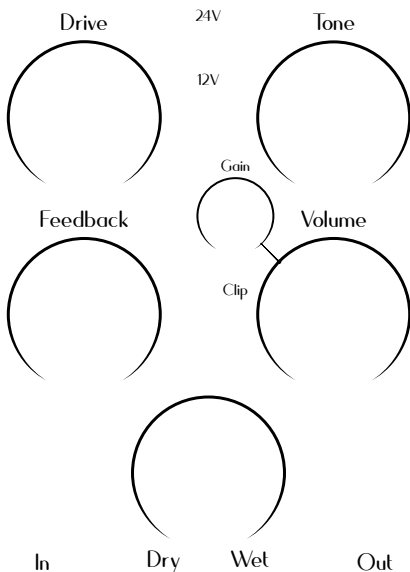 24V
Drive
Tone
12V
Gain
Feedback
Volume
Clip
Dry
Wet
In
Out